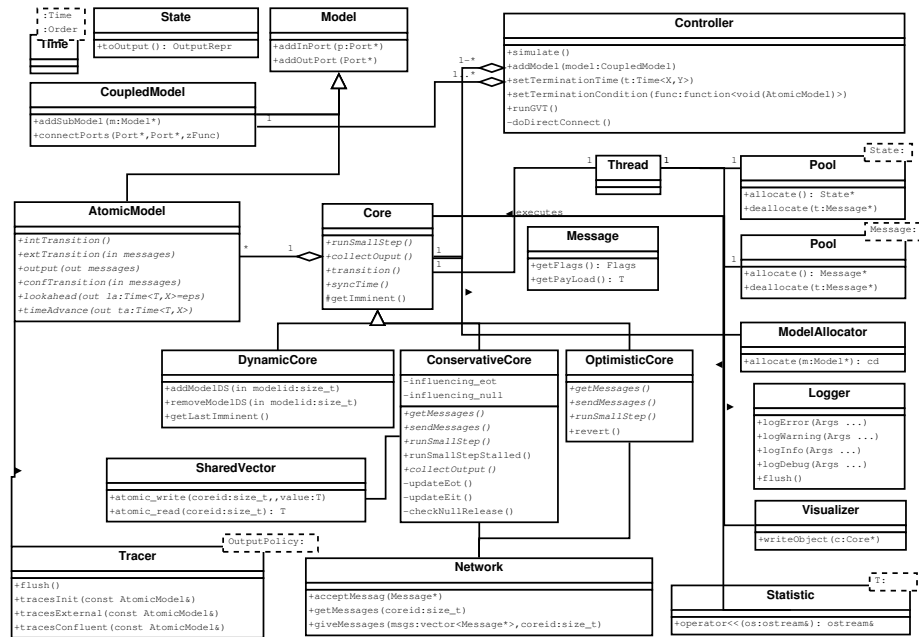 :Time
:Order
Time
State
+toOutput(): OutputRepr
Model
+addInPort(p:Port*)
+addOutPort(Port*)
Controller
+simulate()
+addModel(model:CoupledModel)
+setTerminationTime(t:Time<X,Y>)
+setTerminationCondition(func:function<void(AtomicModel)>)
+runGVT()
-doDirectConnect()
1-*
1..*
CoupledModel
+addSubModel(m:Model*)
+connectPorts(Port*,Port*,zFunc)
1
1
Thread
1
1
State:
Pool
+allocate(): State*
+deallocate(t:Message*)
AtomicModel
+intTransition()
+extTransition(in messages)
+output(out messages)
+confTransition(in messages)
+lookahead(out la:Time<T,X>=eps)
+timeAdvance(out ta:Time<T,X)
*
1
Core
+runSmallStep()
+collectOuput()
+transition()
+syncTime()
#getImminent()
1
1
executes
Message
+getFlags(): Flags
+getPayLoad(): T
Message:
1
Pool
+allocate(): Message*
+deallocate(t:Message*)
ModelAllocator
+allocate(m:Model*): cd
DynamicCore
+addModelDS(in modelid:size_t)
+removeModelDS(in modelid:size_t)
+getLastImminent()
ConservativeCore
-influencing_eot
-influencing_null
+getMessages()
+sendMessages()
+runSmallStep()
+runSmallStepStalled()
+collectOutput()
-updateEot()
-updateEit()
-checkNullRelease()
OptimisticCore
+getMessages()
+sendMessages()
+runSmallStep()
+revert()
Logger
+logError(Args ...)
+logWarning(Args ...)
+logInfo(Args ...)
+logDebug(Args ...)
+flush()
SharedVector
+atomic_write(coreid:size_t,,value:T)
+atomic_read(coreid:size_t): T
Visualizer
+writeObject(c:Core*)
OutputPolicy:
Tracer
+flush()
+tracesInit(const AtomicModel&)
+tracesExternal(const AtomicModel&)
+tracesConfluent(const AtomicModel&)
Network
+acceptMessag(Message*)
+getMessages(coreid:size_t)
+giveMessages(msgs:vector<Message*>,coreid:size_t)
T:
Statistic
+operator<<(os:ostream&): ostream&